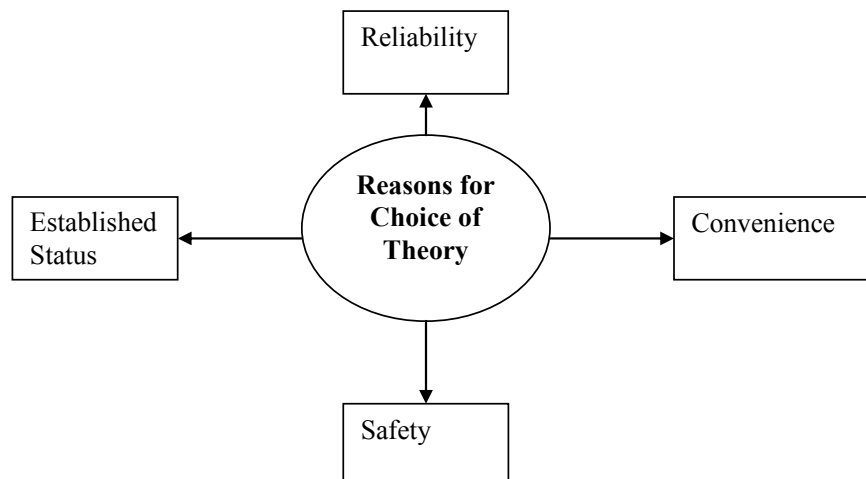 Reliability
Reasons for
Choice of
Theory
Established
Status
Convenience
Safety